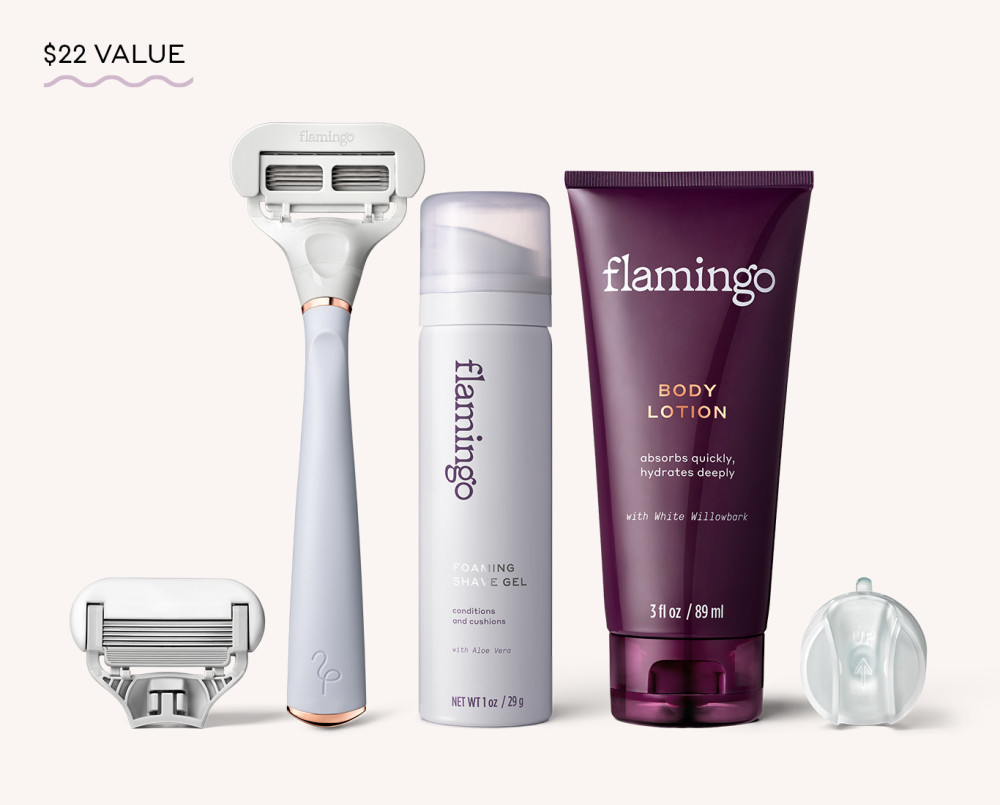 $22 VALUE
flamingo
flamingo
FOAMING
SHAVE GEL
conditions
and cushions
with Aloe Vera
NET WT 1 oz / 29 g
flamingo
BODY
LOTION
absorbs quickly,
hydrates deeply
with White Willowbark
3 fl oz / 89 ml
UP